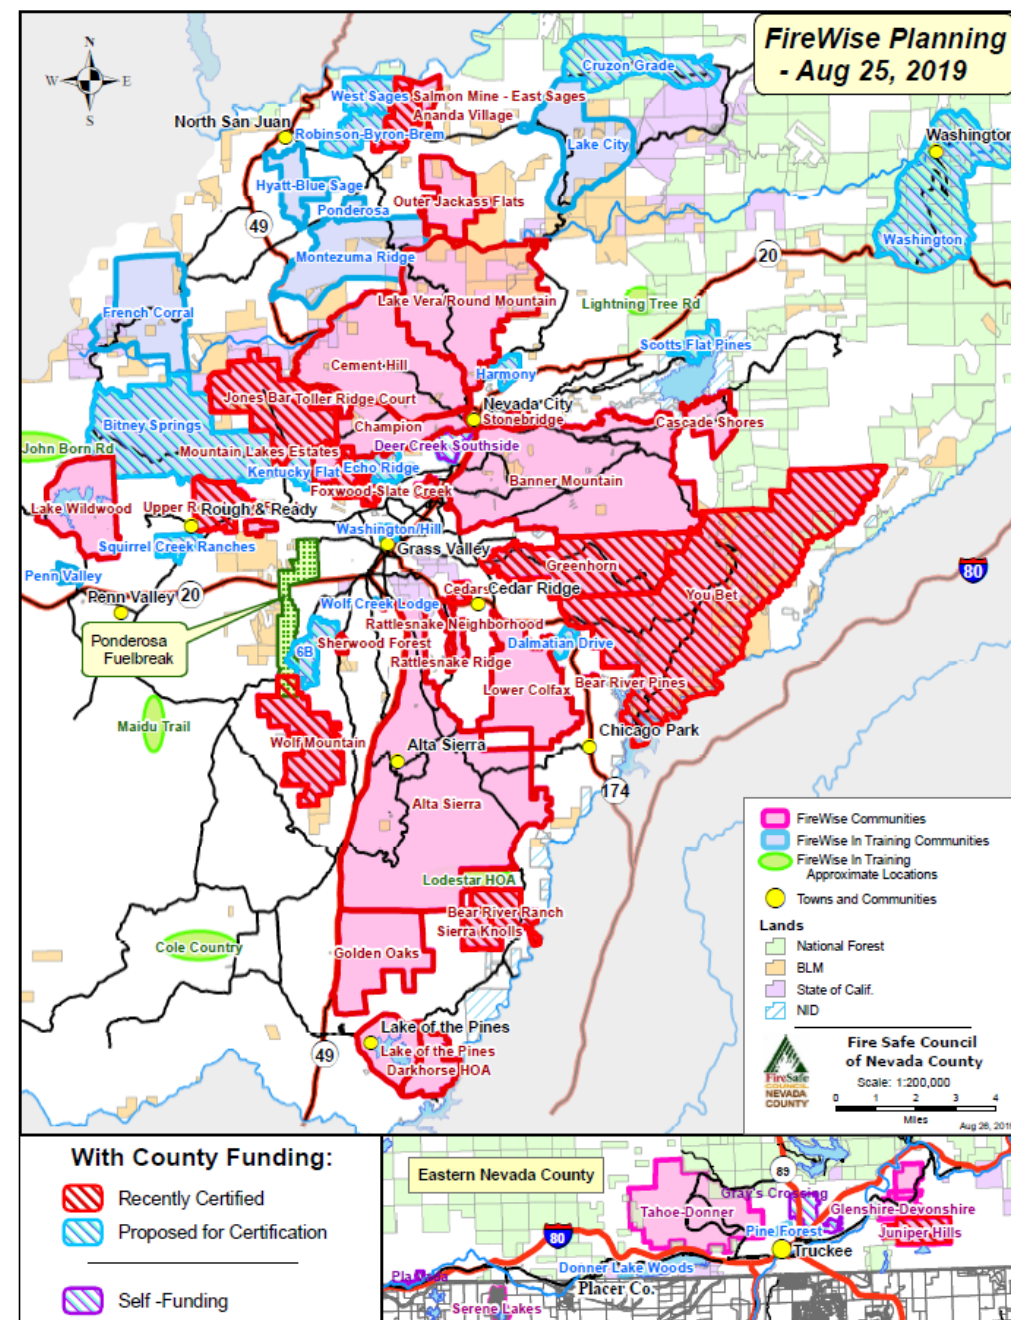 FireWise Planning
- Aug 25, 2019
N
W
E
S
Cruzon Grade
West Sages
Salmon Mine - East Sages
Ananda Village
North San Juan
Robinson-Byron-Brem
Lake City
Washington
Hyatt-Blue Sage
Outer Jackass Flats
Ponderosa
49
Washington
20
Montezuma Ridge
Lake Vera/Round Mountain
Lightning Tree Rd
French Corral
Scotts Flat Pines
Cement Hill
Harmony
Jones Bar
Toller Ridge Court
Nevada City
Stonebridge
Cascade Shores
Bitney Springs
Champion
John Born Rd
Mountain Lakes Estates
Deer Creek Southside
Kentucky Flat
Echo Ridge
Banner Mountain
Foxwood-Slate Creek
Lake Wildwood
Upper R
Rough & Ready
Washington/Hill
Squirrel Creek Ranches
Grass Valley
Greenhorn
80
Penn Valley
Penn Valley
20
Cedars
Cedar Ridge
You Bet
Wolf Creek Lodge
Rattlesnake Neighborhood
Ponderosa
Fuelbreak
6B
Sherwood Forest
Dalmatian Drive
Rattlesnake Ridge
Lower Colfax
Bear River Pines
Maidu Trail
Wolf Mountain
Alta Sierra
Chicago Park
174
Alta Sierra
Lodestar HOA
Bear River Ranch
Sierra Knolls
Cole Country
Golden Oaks
Lake of the Pines
49
Lake of the Pines
Darkhorse HOA
FireWise Communities
FireWise In Training Communities
FireWise In Training
Approximate Locations
Towns and Communities
Lands
National Forest
BLM
State of Calif.
NID
FireSafe
COUNCIL
NEVADA
COUNTY
Fire Safe Council
of Nevada County
Scale: 1:200,000
0 1 2 3 4
Miles
Aug 26, 2019
With County Funding:
Recently Certified
Proposed for Certification
Self -Funding
Eastern Nevada County
89
Gray's Crossing
Tahoe-Donner
Glenshire-Devonshire
Pine Forest
Juniper Hills
80
Truckee
Donner Lake Woods
Placer Co.
Serene Lakes